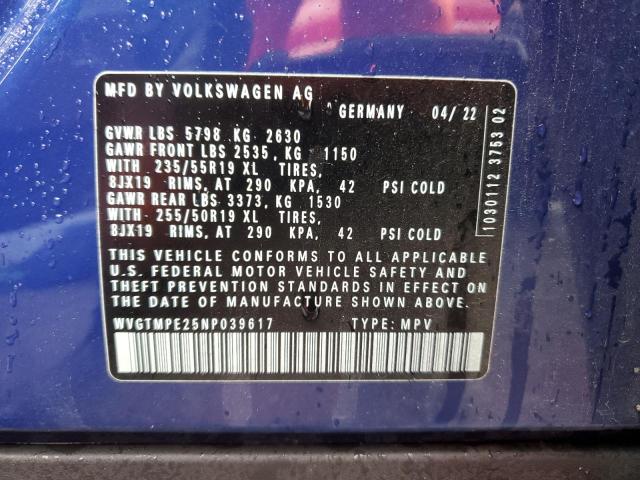 MFD BY VOLKSWAGEN AG
GERMANY 04/ 22
GVWR LBS 5798 KG 2630
GAWR FRONT LBS 2535, KG 1150
WITH 235/55R19 XL TIRES,
8JX19 RIMS, AT 290 KPA, 42 PSI COLD
GAWR REAR LBS 3373, KG 1530
WITH 255/50R19 XL TIRES,
8JX19 RIMS, AT 290 KPA, 42 PSI COLD
THIS VEHICLE CONFORMS TO ALL APPLICABLE
U.S. FEDERAL MOTOR VEHICLE SAFETY AND
THEFT PREVENTION STANDARDS IN EFFECT ON
THE DATE OF MANUFACTURE SHOWN ABOVE.
WVGTMPE25NP039617 TYPE: MPV
1030112 3753 02